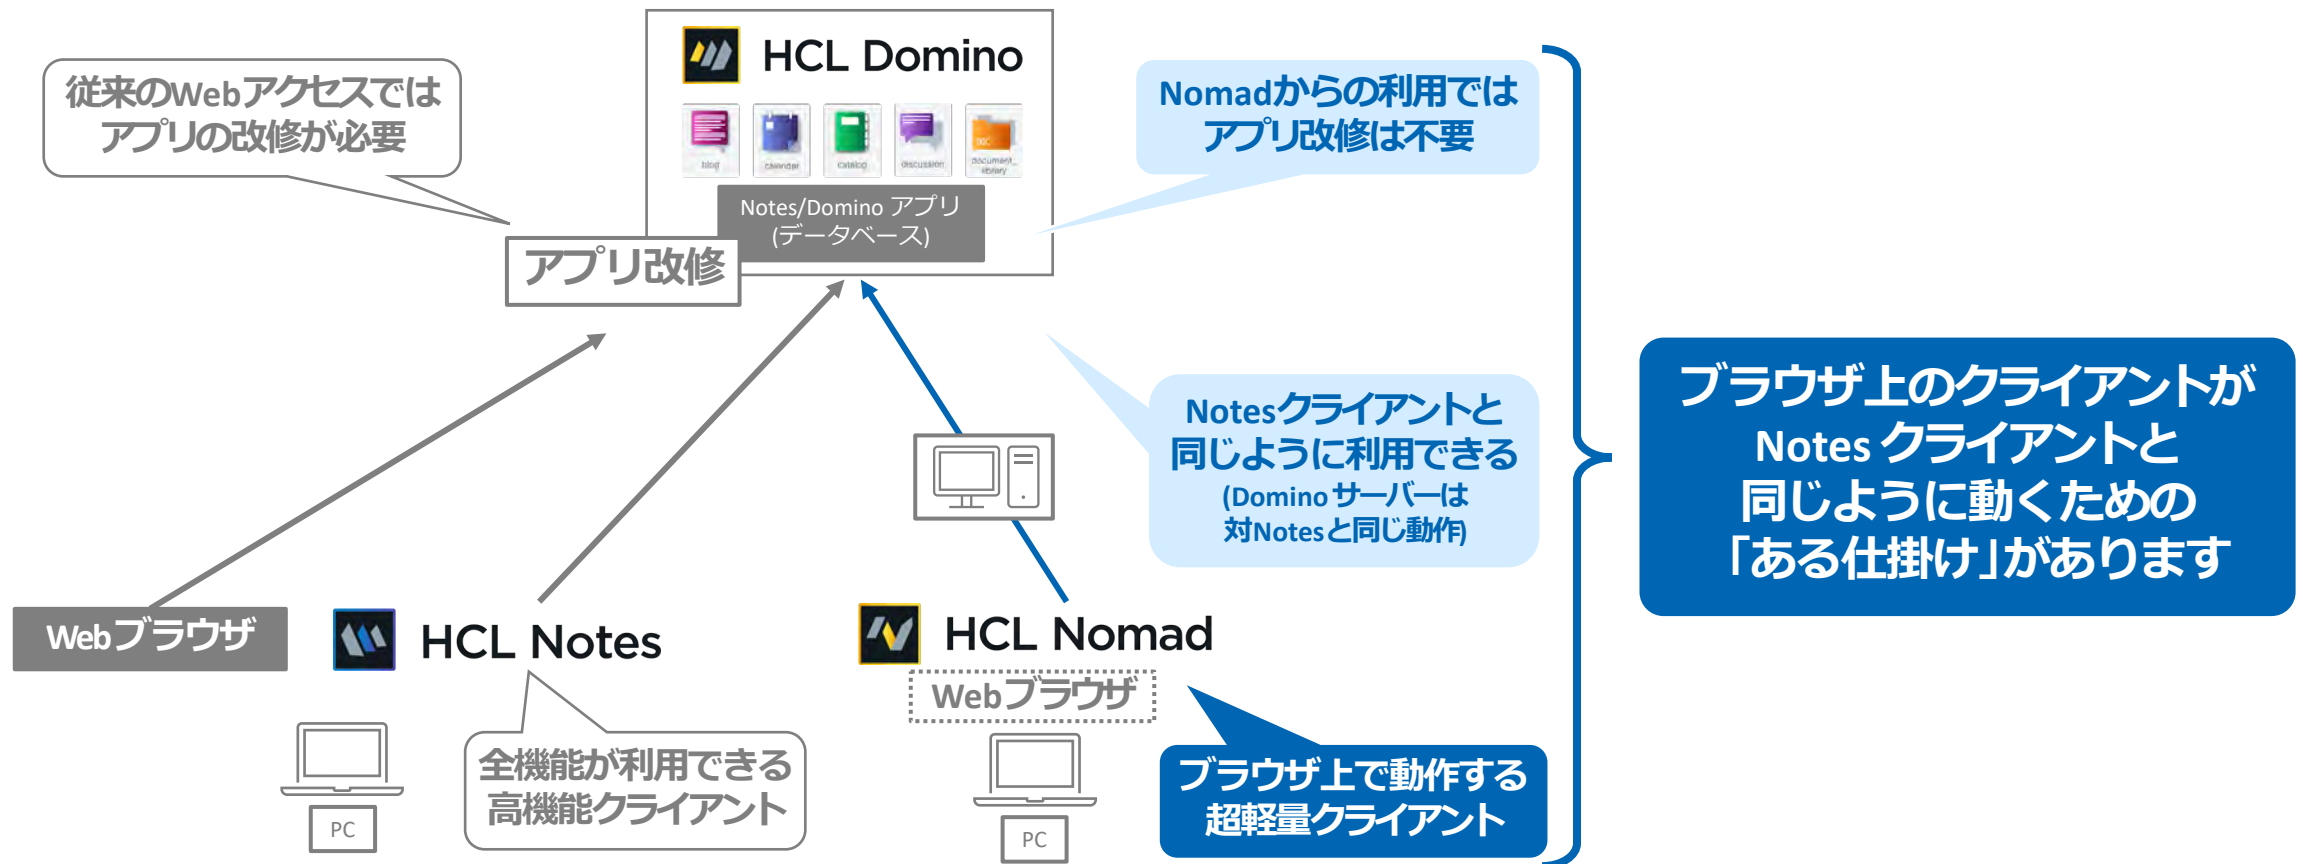 HCL Domino
従来のWebアクセスでは
アプリの改修が必要
Nomadからの利用では
アプリ改修は不要
blog
calendar
catalog
discussion
document_
library
DOC
Notes/Domino アプリ
(データベース)
アプリ改修
Notesクライアントと
同じように利用できる
(Domino サーバーは
対Notesと同じ動作)
ブラウザ上のクライアントが
Notes クライアントと
同じように動くための
「ある仕掛け」があります
Webブラウザ
HCL Notes
HCL Nomad
Webブラウザ
全機能が利用できる
高機能クライアント
ブラウザ上で動作する
超軽量クライアント
PC
PC